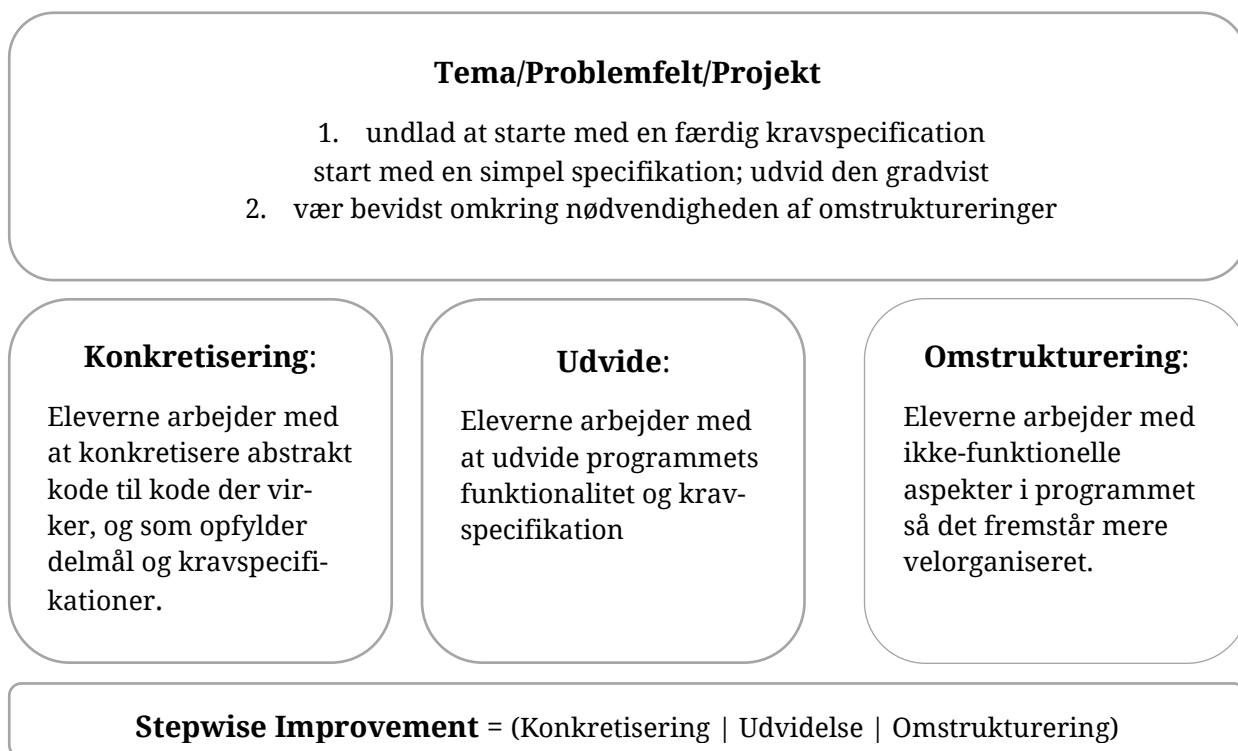 Tema/Problemfelt/Projekt
1. undlad at starte med en færdig kravspecification
start med en simpel specifikation; udvid den gradvist
2. vær bevidst omkring nødvendigheden af omstruktureringer
Konkretisering:
Eleverne arbejder med
at konkretisere abstrakt
kode til kode der vir-
ker, og som opfylder
delmål og kravspecifi-
kationer.
Udvide:
Eleverne arbejder med
at udvide programmets
funktionalitet og krav-
specifikation
Omstrukturering:
Eleverne arbejder med
ikke-funktionelle
aspekter i programmet
så det fremstår mere
velorganiseret.
Stepwise Improvement = (Konkretisering | Udvidelse | Omstrukturering)